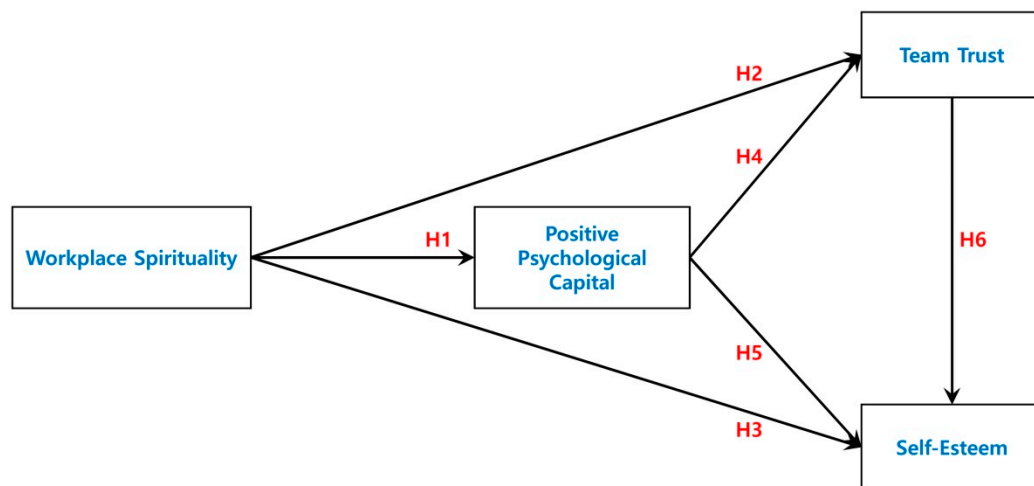 Team Trust
H2
H4
Workplace Spirituality
H1
Positive
Psychological
Capital
H6
H5
H3
Self-Esteem